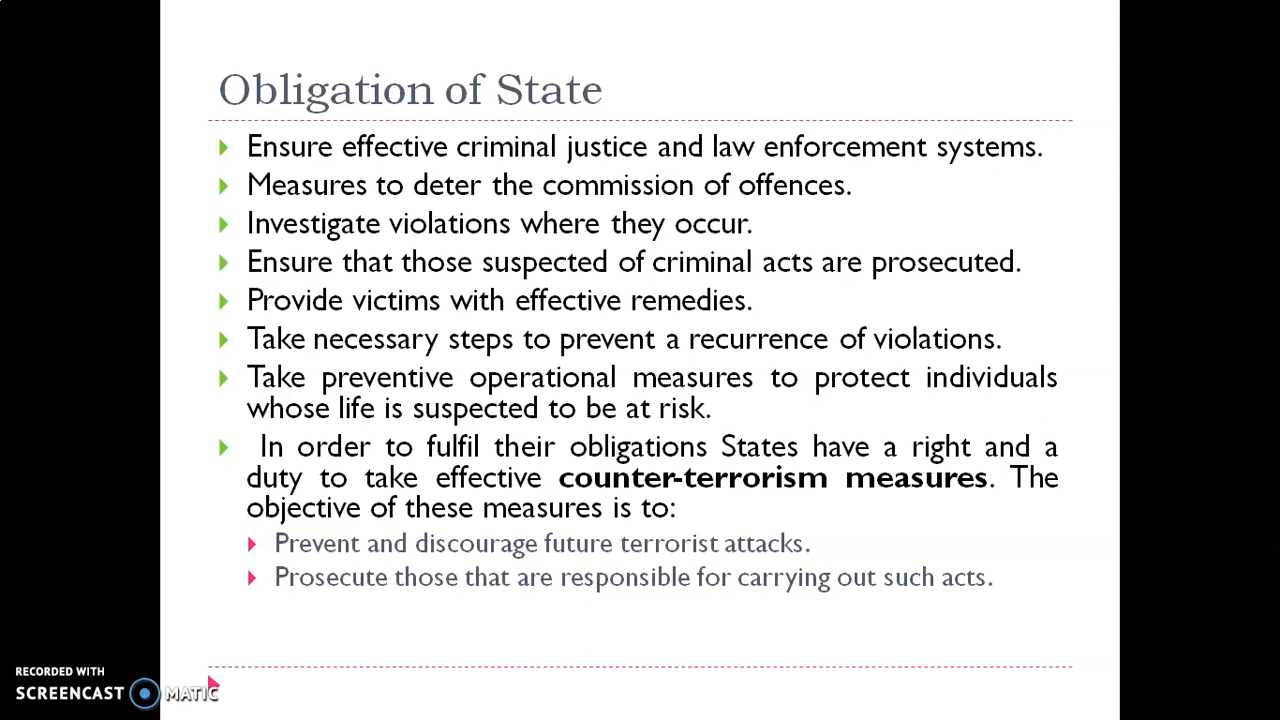 Obligation of State
Ensure effective criminal justice and law enforcement systems.
Measures to deter the commission of offences.
Investigate violations where they occur.
Ensure that those suspected of criminal acts are prosecuted.
Provide victims with effective remedies.
Take necessary steps to prevent a recurrence of violations.
Take preventive operational measures to protect individuals
whose life is suspected to be at risk.
In order to fulfil their obligations States have a right and a
duty to take effective counter-terrorism measures. The
objective of these measures is to:
Prevent and discourage future terrorist attacks.
Prosecute those that are responsible for carrying out such acts.
RECORDED WITH
SCREENCAST MATIC